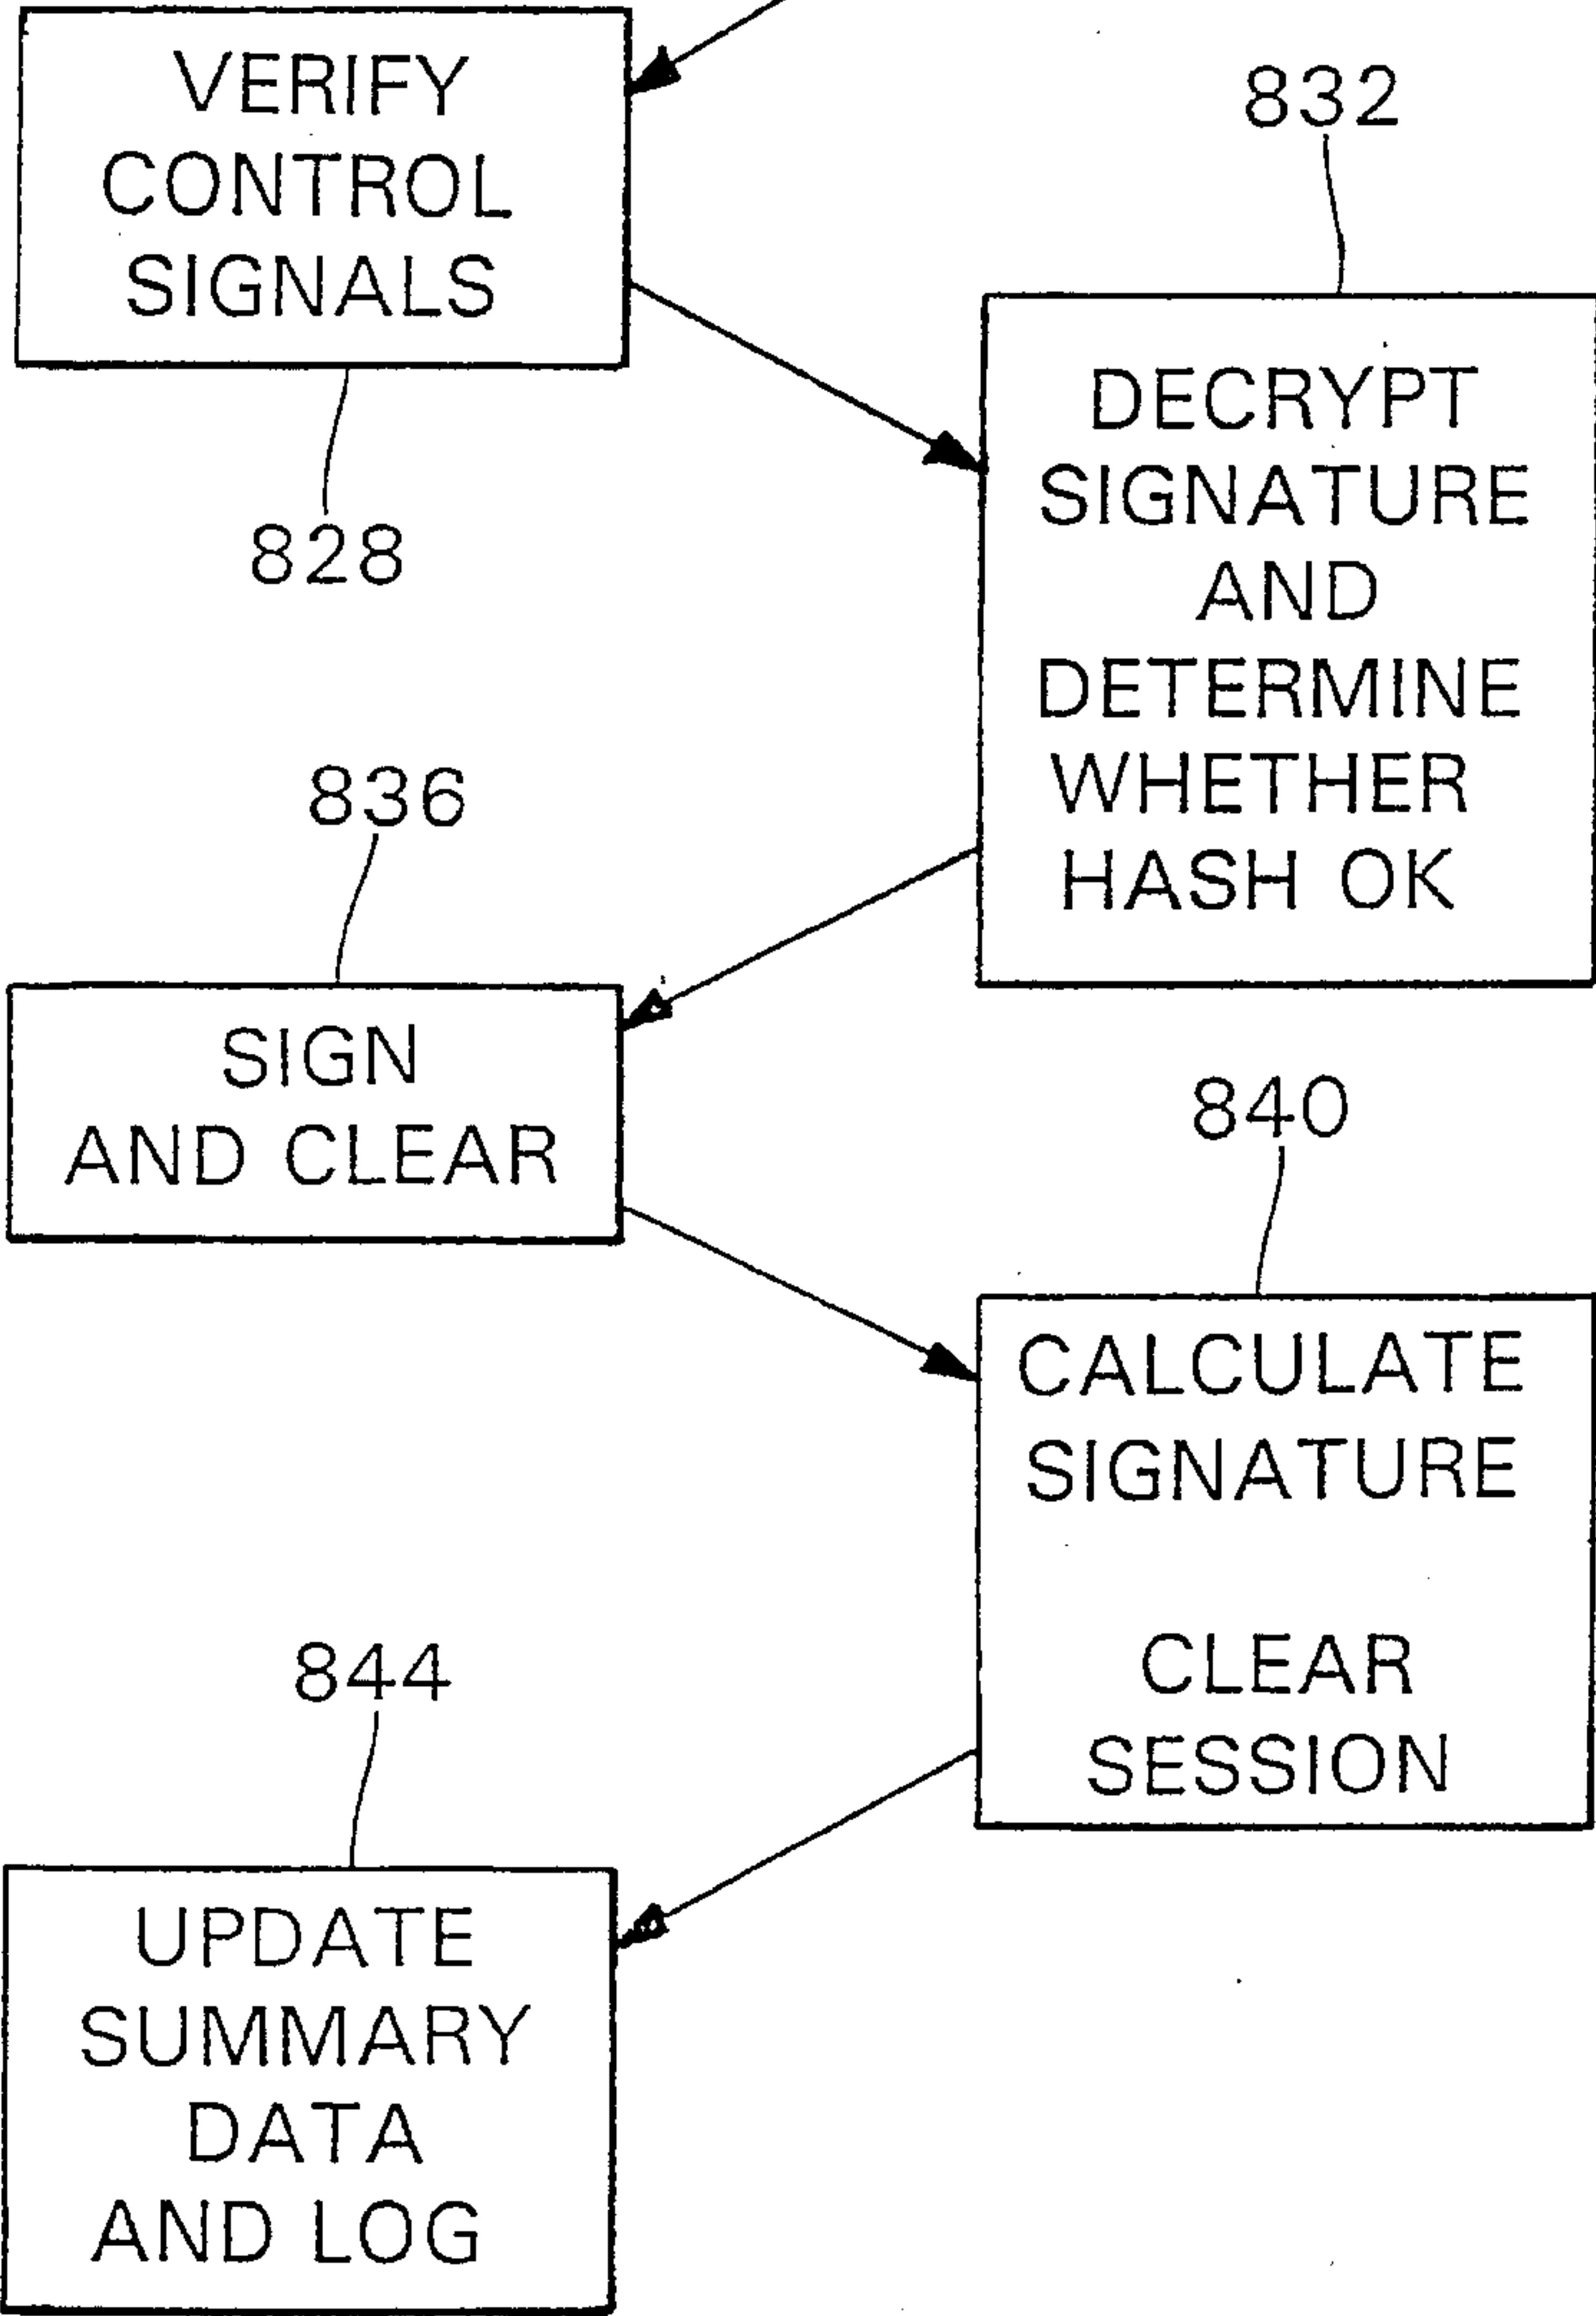 VERIFY
CONTROL
SIGNALS
828
832
DECRYPT
SIGNATURE
AND
DETERMINE
WHETHER
HASH OK
836
SIGN
AND CLEAR
840
CALCULATE
SIGNATURE
CLEAR
SESSION
844
UPDATE
SUMMARY
DATA
AND LOG